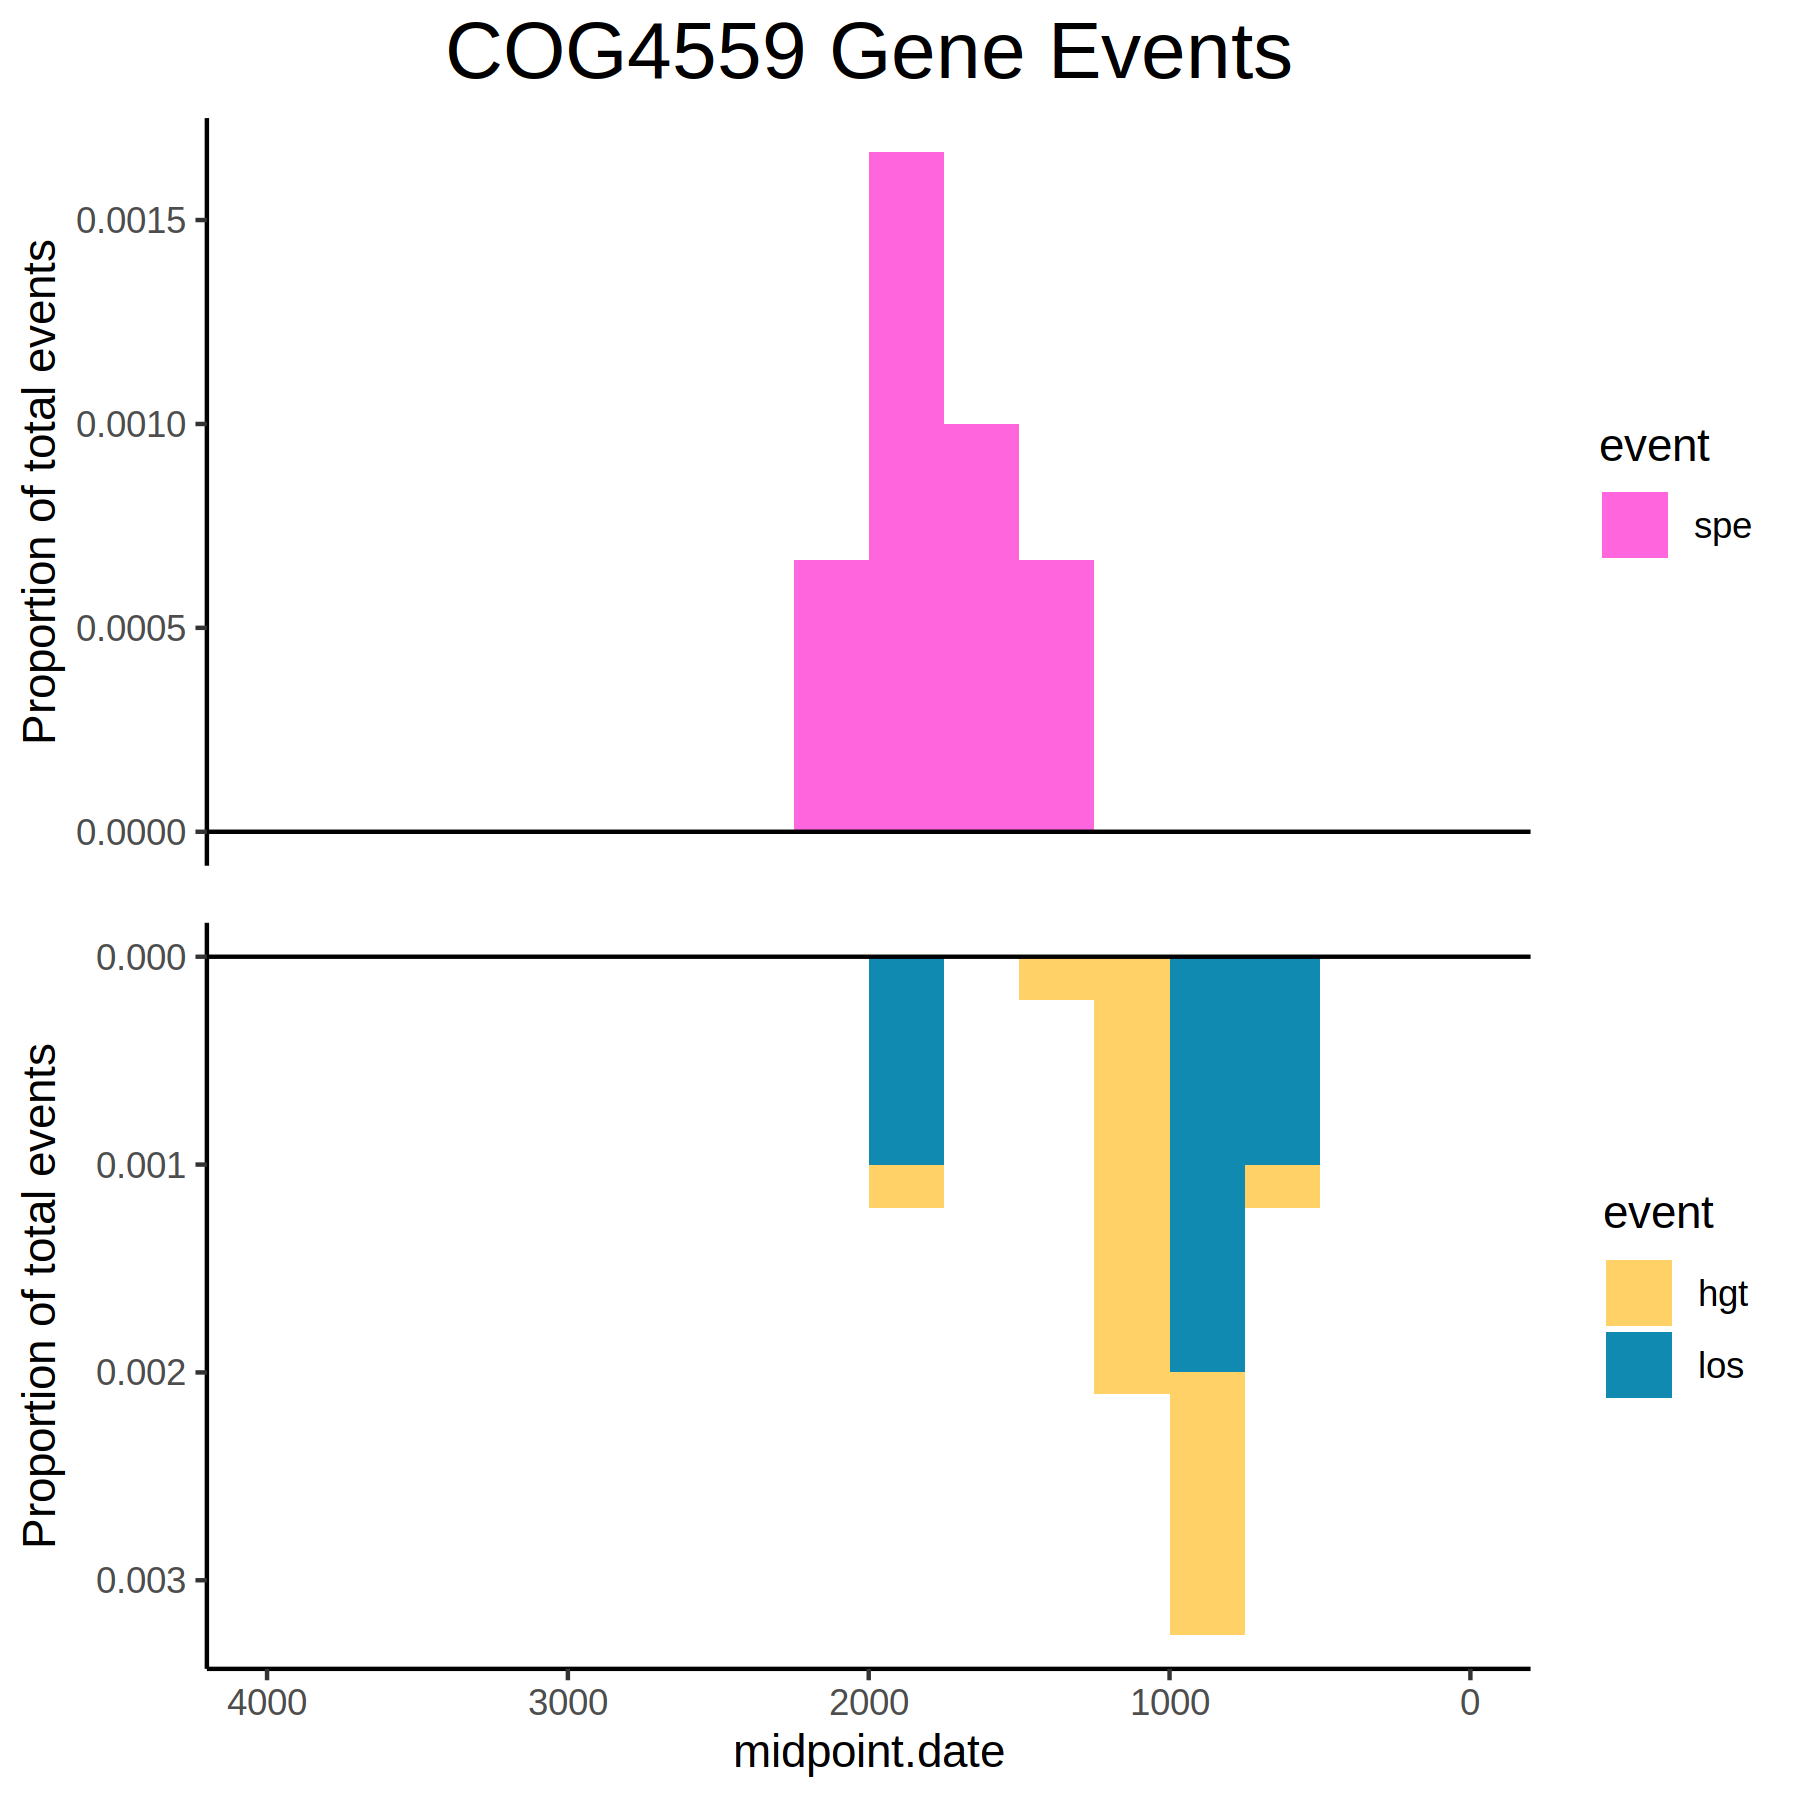 COG4559 Gene Events
Proportion of total events
0.0015
0.0010
0.0005
0.0000
event
spe
Proportion of total events
0.000
0.001
0.002
0.003
event
hgt
los
4000 3000 2000 1000 0
midpoint.date